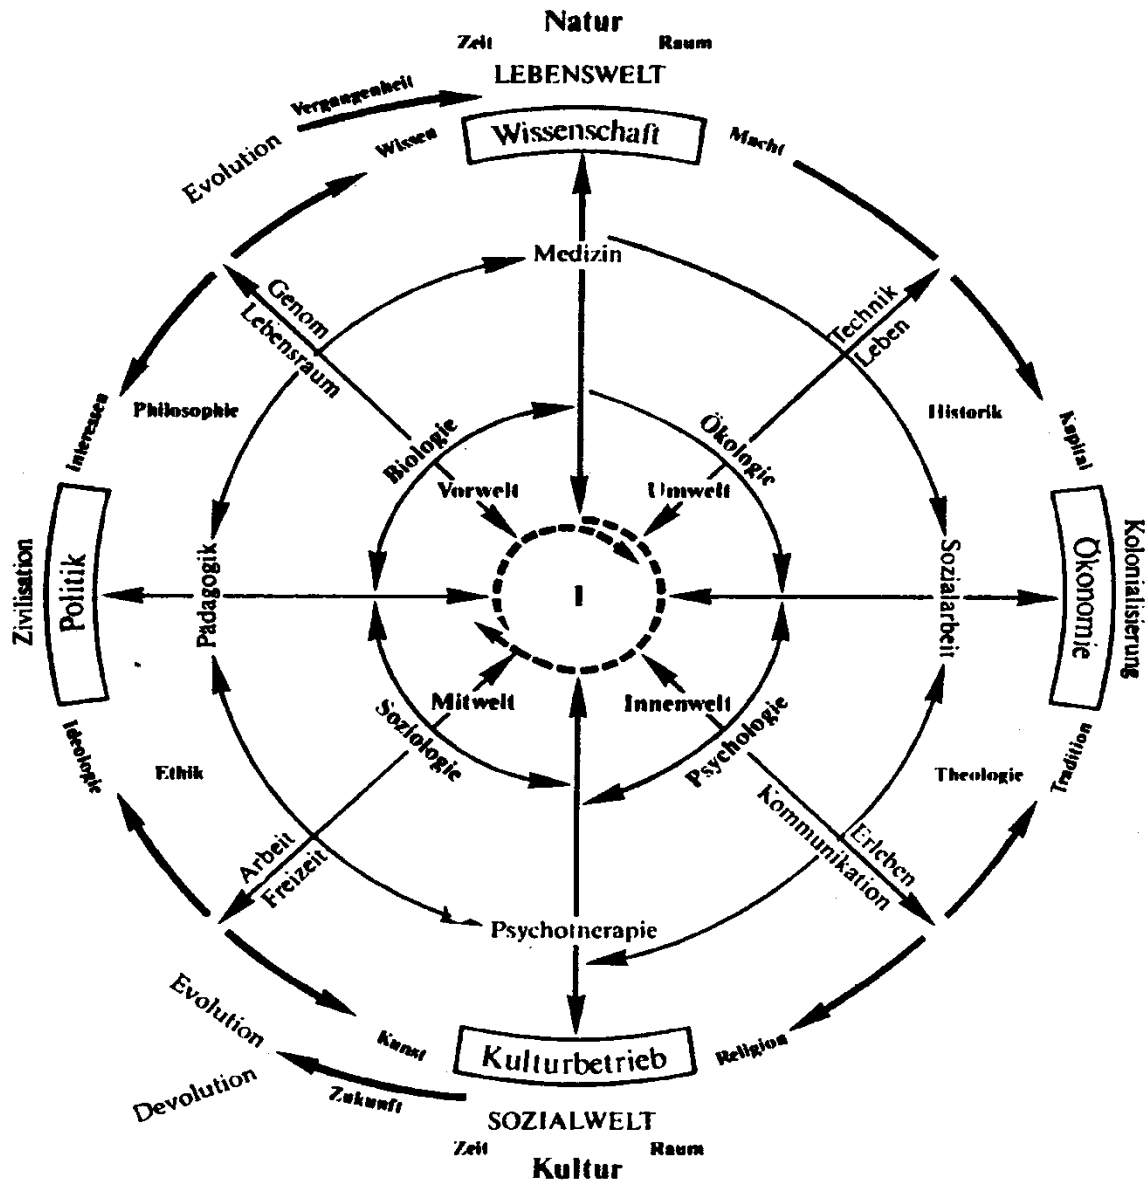 Natur
Zeit Raum
LEBENSWELT
Vergangenheit
Wissenschaft
Wissen
Macht
Evolution
Medizin
Genom
Lebensraum
Technik
Leben
Philosophie
Historik
Interessen
Kapital
Biologie
Ökologie
Vorwelt
Umwelt
Zivilisation
Politik
Pädagogik
I
Sozialarbeit
Ökonomie
Kolonialisierung
Mitwelt
Innenwelt
Soziologie
Psychologie
Ideologie
Tradition
Ethik
Theologie
Arbeit
Freizeit
Erleben
Kommunikation
Psychotherapie
Evolution
Devolution
Kunst
Religion
Kulturbetrieb
Zukunft
SOZIALWELT
Zeit Raum
Kultur